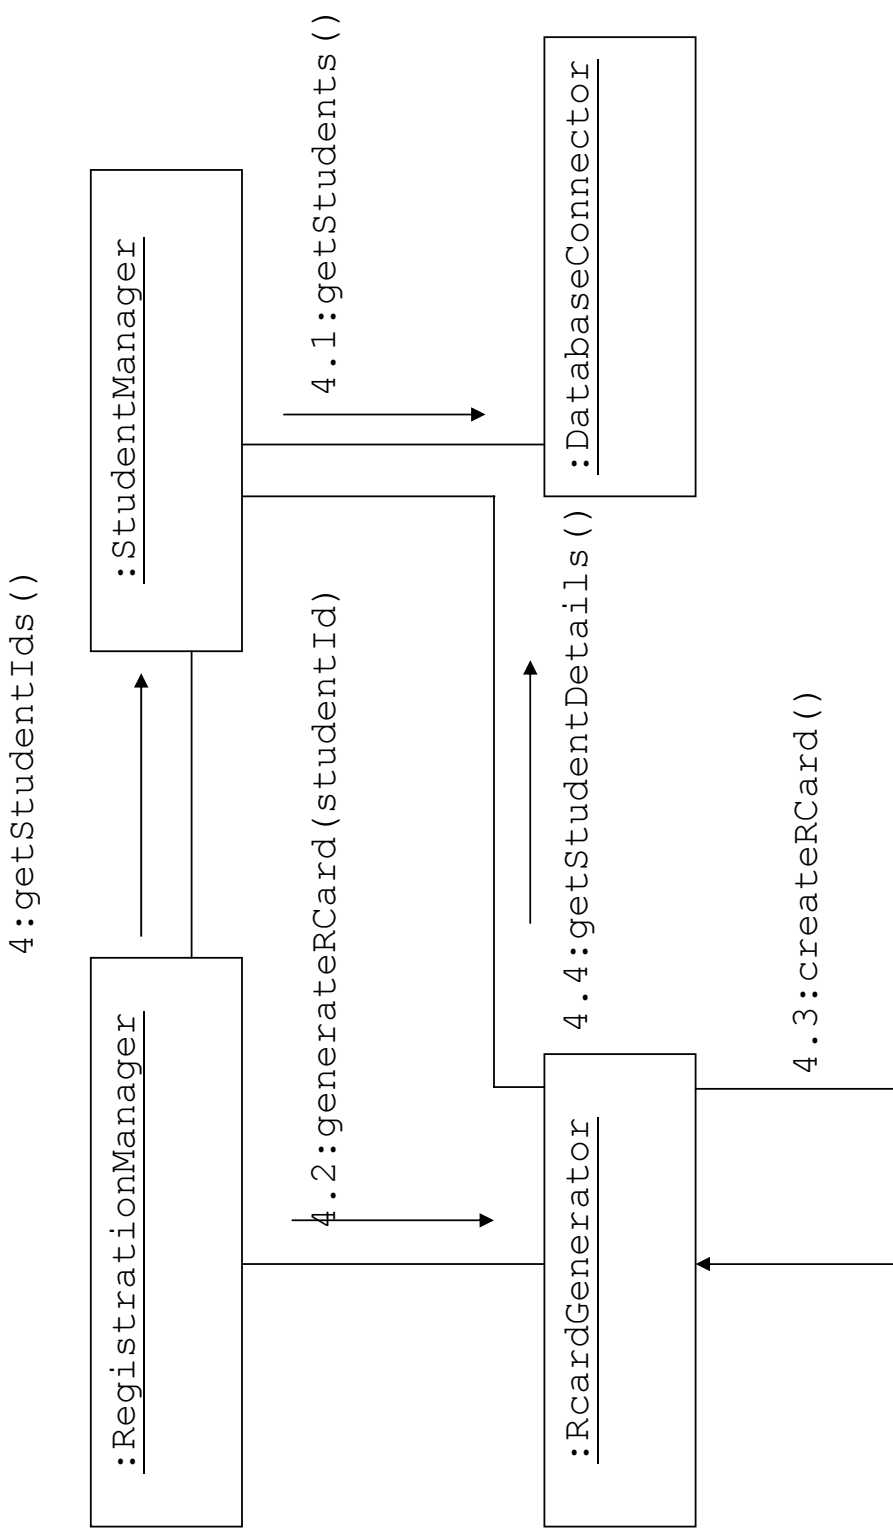 4:getStudentIds()
:RegistrationManager
:StudentManager
4.2:generateRCard(studentId)
4.1:getStudents()
:RcardGenerator
4.4:getStudentDetails()
:DatabaseConnector
4.3:createRCard()